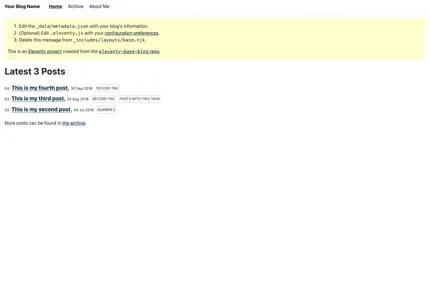 Your Blog Name Home Archive About Me
1. Edit the _data/metadata.json with your blog's information.
2. (Optional) Edit .eleventy.js with your configuration preferences.
3. Delete this message from _includes/layouts/base.njk.
This is an Eleventy project created from the eleventy-base-blog repo.
Latest 3 Posts
04. This is my fourth post. 30 Sep 2018 SECOND TAG
03. This is my third post. 24 Aug 2018 SECOND TAG POSTS WITH TWO TAGS
02. This is my second post. 04 Jul 2018 NUMBER 2
More posts can be found in the archive.